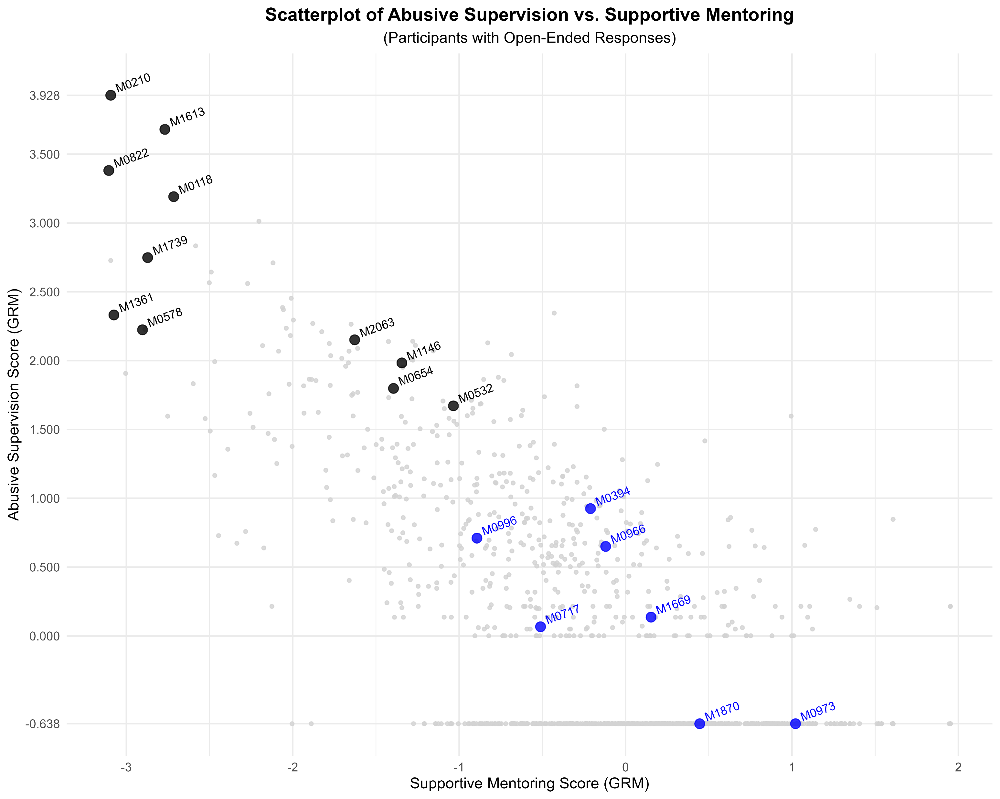 Scatterplot of Abusive Supervision vs. Supportive Mentoring
(Participants with Open-Ended Responses)
Abusive Supervision Score (GRM)
3.928
3.500
3.000
2.500
2.000
1.500
1.000
0.500
0.000
-0.638
M0210
M1613
M0822
M0118
M1739
M1361
M0578
M2063
M1146
M0654
M0532
M0394
M0996
M0966
M1669
M0717
M1870
M0973
-3
-2
-1
0
1
2
Supportive Mentoring Score (GRM)